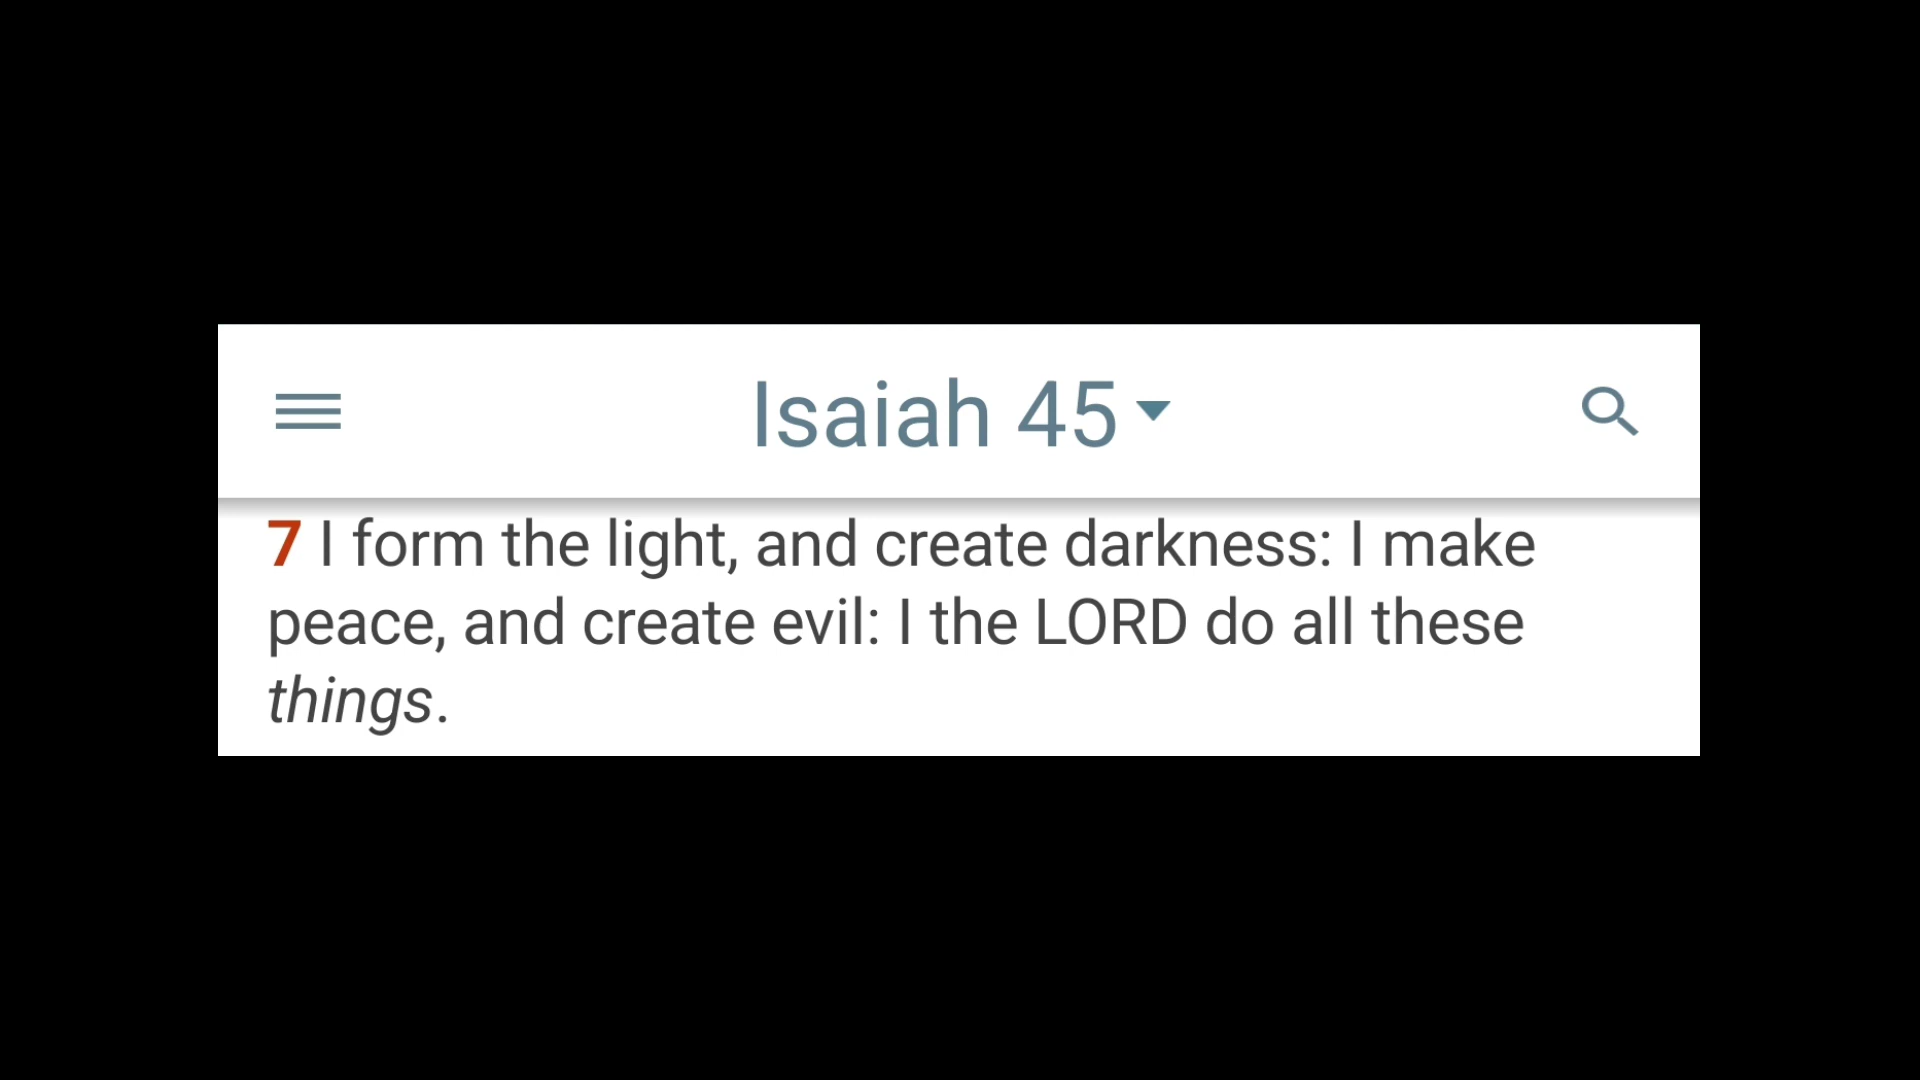 Isaiah 45
7 I form the light, and create darkness: I make
peace, and create evil: I the LORD do all these
things.